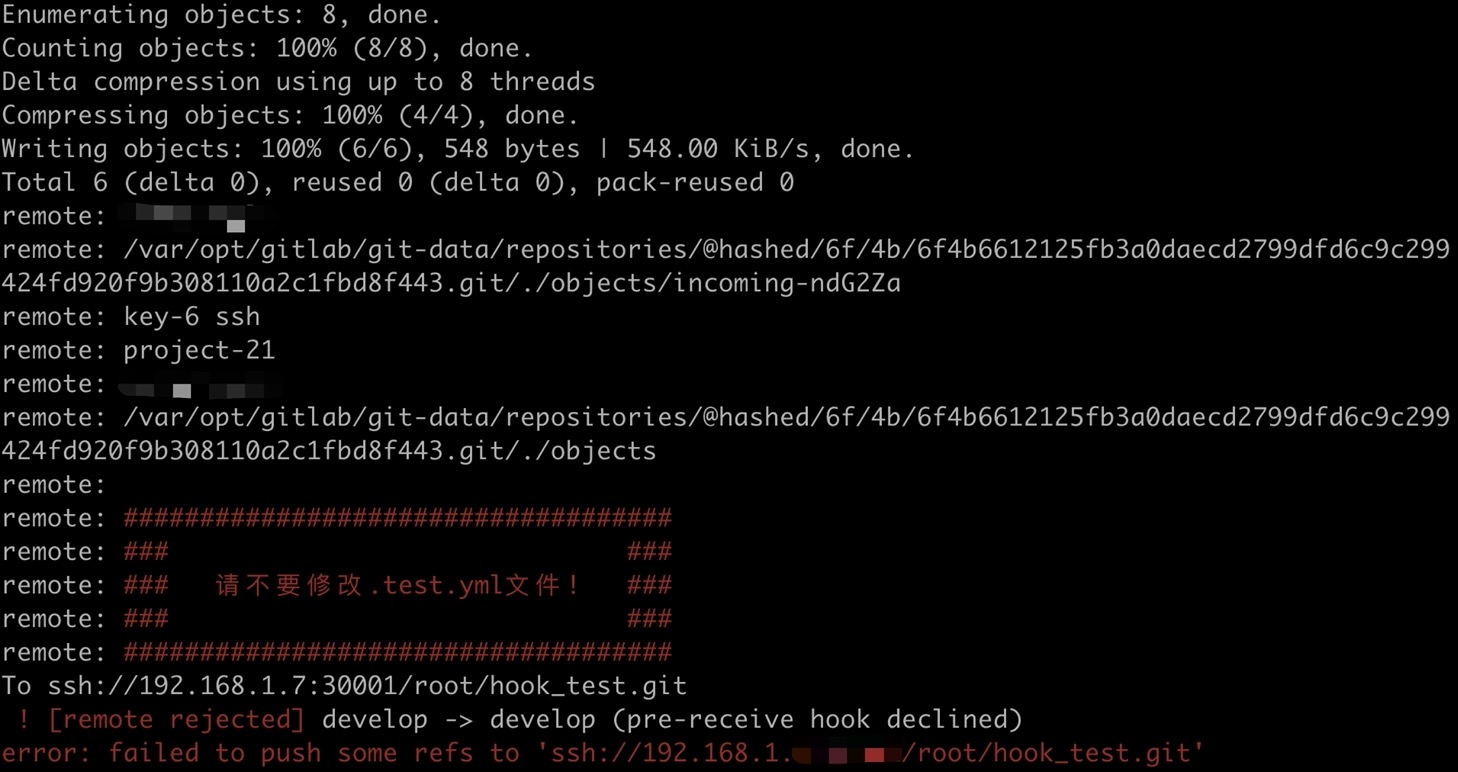 Enumerating objects: 8, done.
Counting objects: 100% (8/8), done.
Delta compression using up to 8 threads
Compressing objects: 100% (4/4), done.
Writing objects: 100% (6/6), 548 bytes | 548.00 KiB/s, done.
Total 6 (delta 0), reused 0 (delta 0), pack-reused 0
remote:
remote: /var/opt/gitlab/git-data/repositories/@hashed/6f/4b/6f4b6612125fb3a0daecd2799dfd6c9c299
424fd920f9b308110a2c1fbd8f443.git/./objects/incoming-ndG2Za
remote: key-6 ssh
remote: project-21
remote:
remote: /var/opt/gitlab/git-data/repositories/@hashed/6f/4b/6f4b6612125fb3a0daecd2799dfd6c9c299
424fd920f9b308110a2c1fbd8f443.git/./objects
remote:
remote: ####################################
remote: ###                              ###
remote: ###   请不要修改.test.yml文件！   ###
remote: ###                              ###
remote: ####################################
To ssh://192.168.1.7:30001/root/hook_test.git
 ! [remote rejected] develop -> develop (pre-receive hook declined)
error: failed to push some refs to 'ssh://192.168.1./root/hook_test.git'